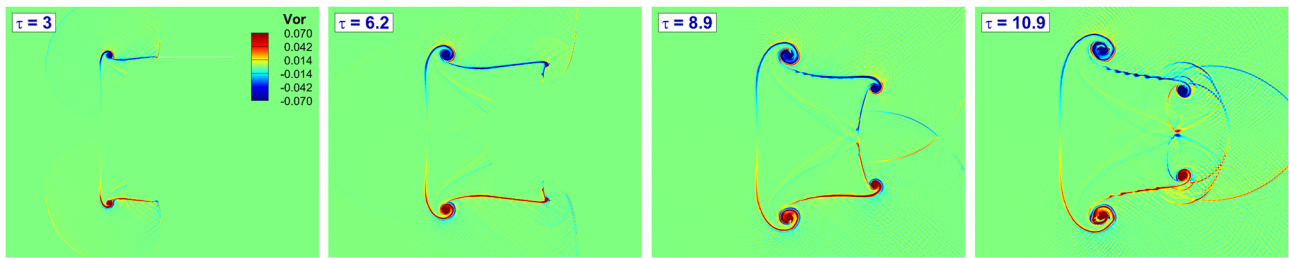 τ = 3
Vor
0.070
0.042
0.014
-0.014
-0.042
-0.070
τ = 6.2
τ = 8.9
τ = 10.9